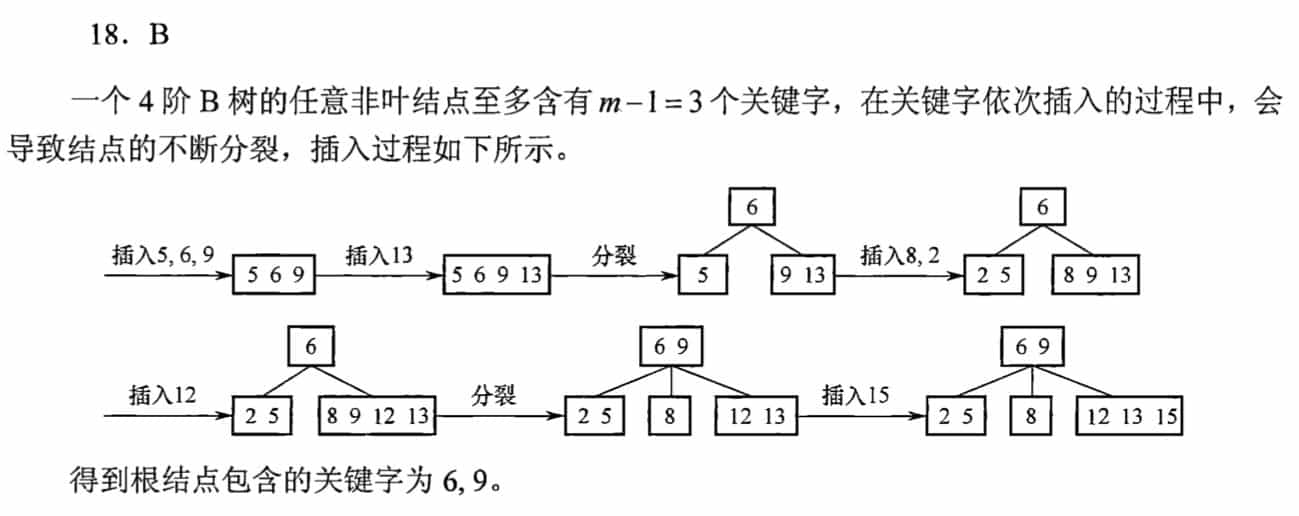 18. B
一个 4 阶 B 树的任意非叶结点至多含有 m−1=3 个关键字，在关键字依次插入的过程中，会
导致结点的不断分裂，插入过程如下所示。
6 6
插入5, 6, 9 5 6 9 插入13 5 6 9 13 分裂 5 9 13 插入8, 2 2 5 8 9 13
6 6 9 6 9
插入12 2 5 8 9 12 13 分裂 2 5 8 12 13 插入15 2 5 8 12 13 15
得到根结点包含的关键字为 6, 9。